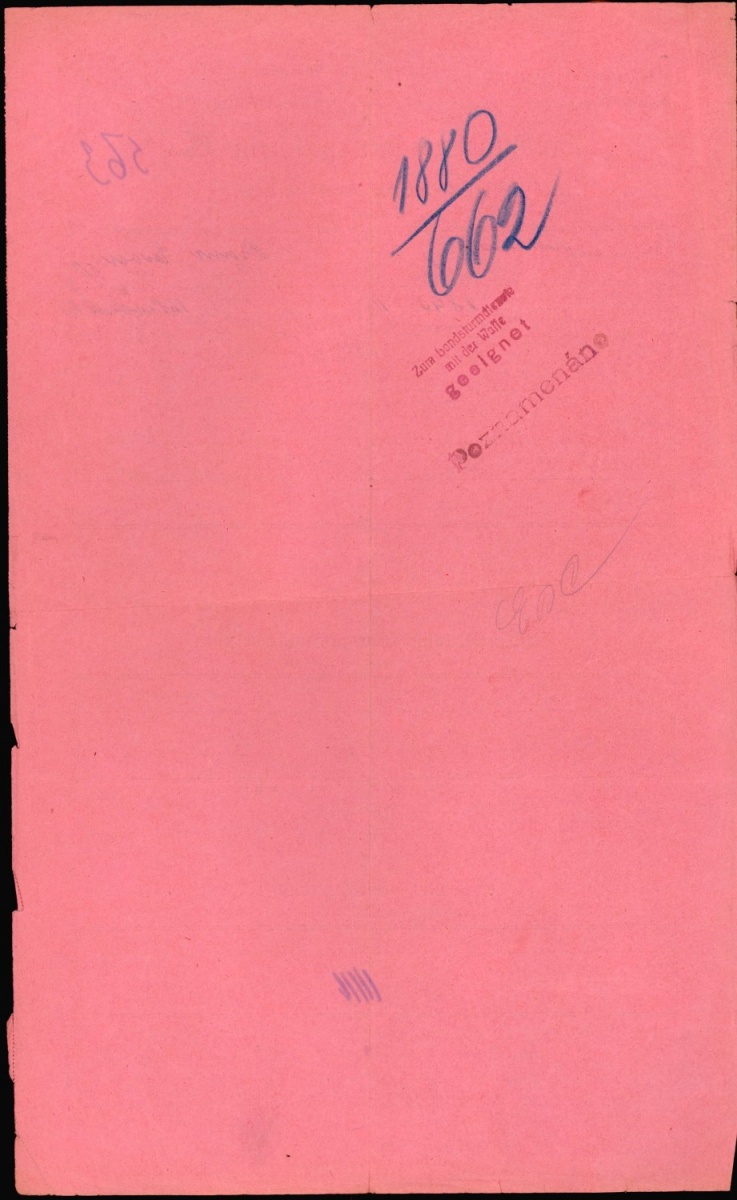 1880
662
Zum Landsturmdienste
mit der Waffe
geeignet
Poznamenáno
563